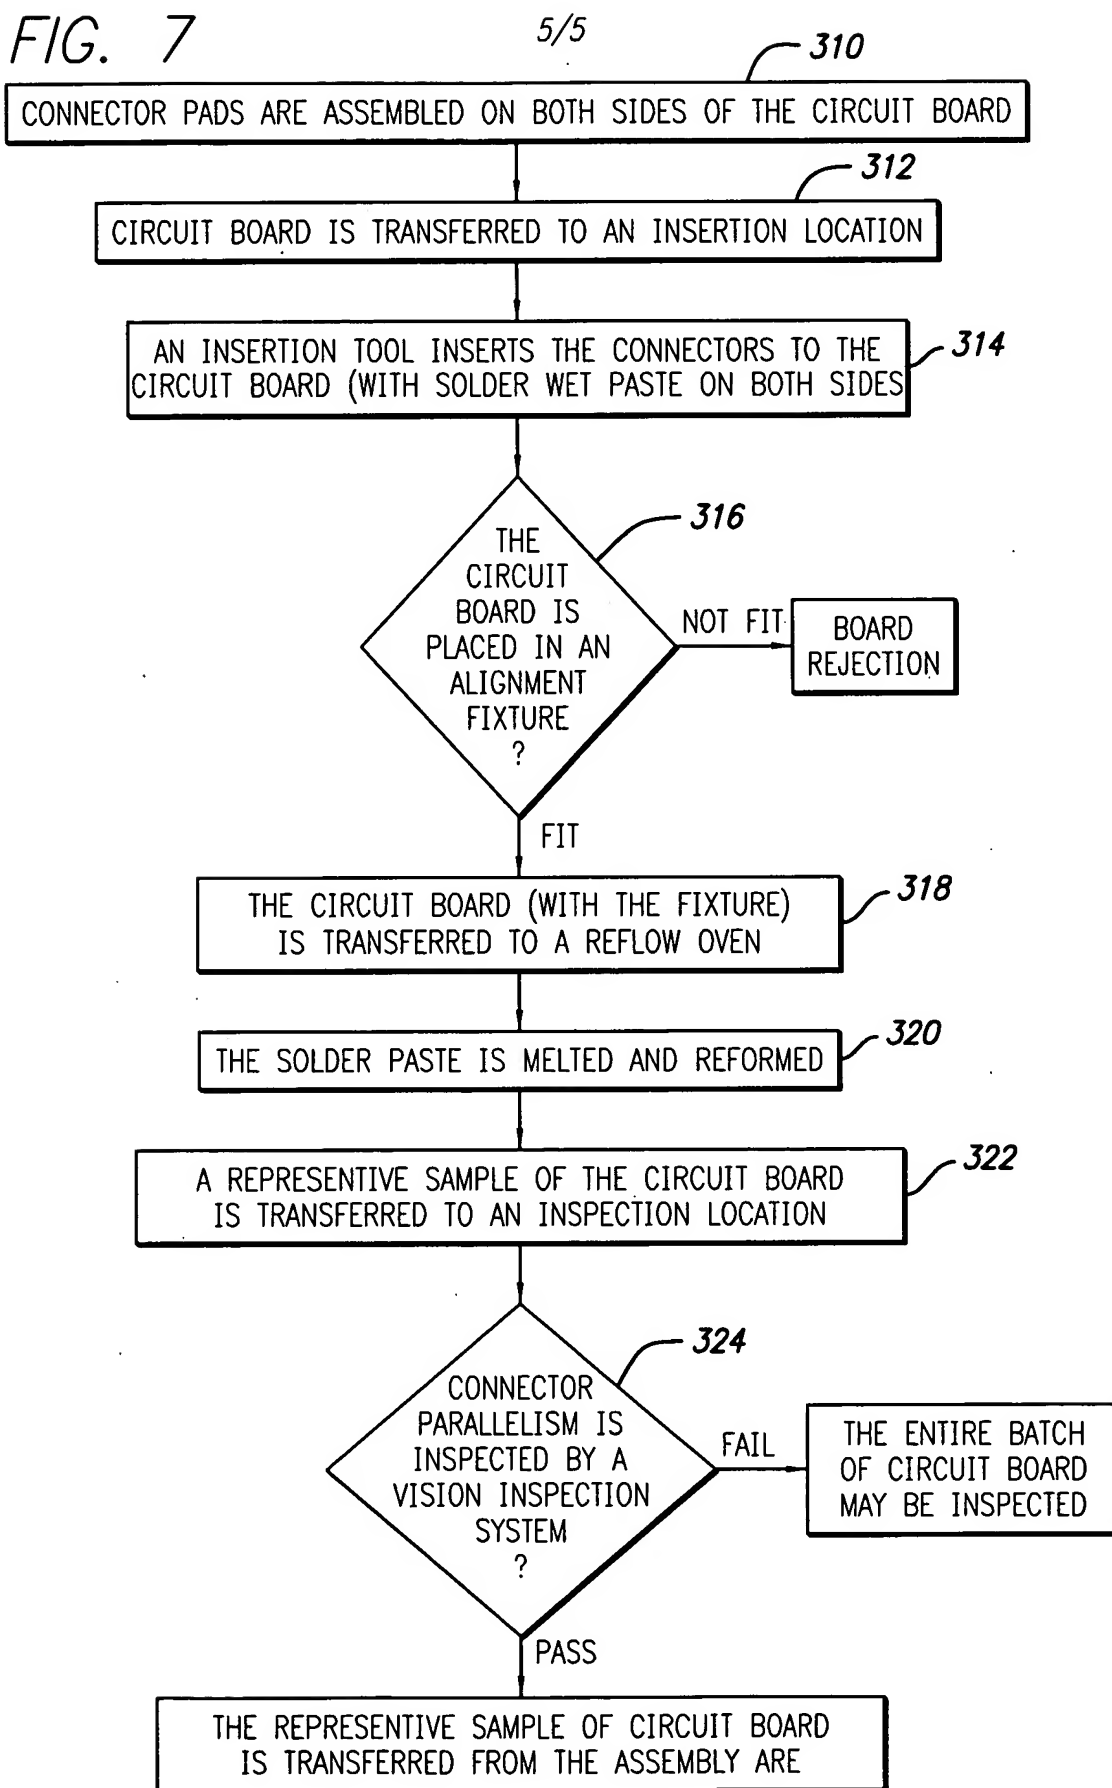 FIG. 7
5/5
310
CONNECTOR PADS ARE ASSEMBLED ON BOTH SIDES OF THE CIRCUIT BOARD
312
CIRCUIT BOARD IS TRANSFERRED TO AN INSERTION LOCATION
314
AN INSERTION TOOL INSERTS THE CONNECTORS TO THE
CIRCUIT BOARD (WITH SOLDER WET PASTE ON BOTH SIDES
316
THE
CIRCUIT
BOARD IS
PLACED IN AN
ALIGNMENT
FIXTURE
?
NOT FIT
BOARD
REJECTION
FIT
318
THE CIRCUIT BOARD (WITH THE FIXTURE)
IS TRANSFERRED TO A REFLOW OVEN
320
THE SOLDER PASTE IS MELTED AND REFORMED
322
A REPRESENTIVE SAMPLE OF THE CIRCUIT BOARD
IS TRANSFERRED TO AN INSPECTION LOCATION
324
CONNECTOR
PARALLELISM IS
INSPECTED BY A
VISION INSPECTION
SYSTEM
?
FAIL
THE ENTIRE BATCH
OF CIRCUIT BOARD
MAY BE INSPECTED
PASS
THE REPRESENTIVE SAMPLE OF CIRCUIT BOARD
IS TRANSFERRED FROM THE ASSEMBLY ARE